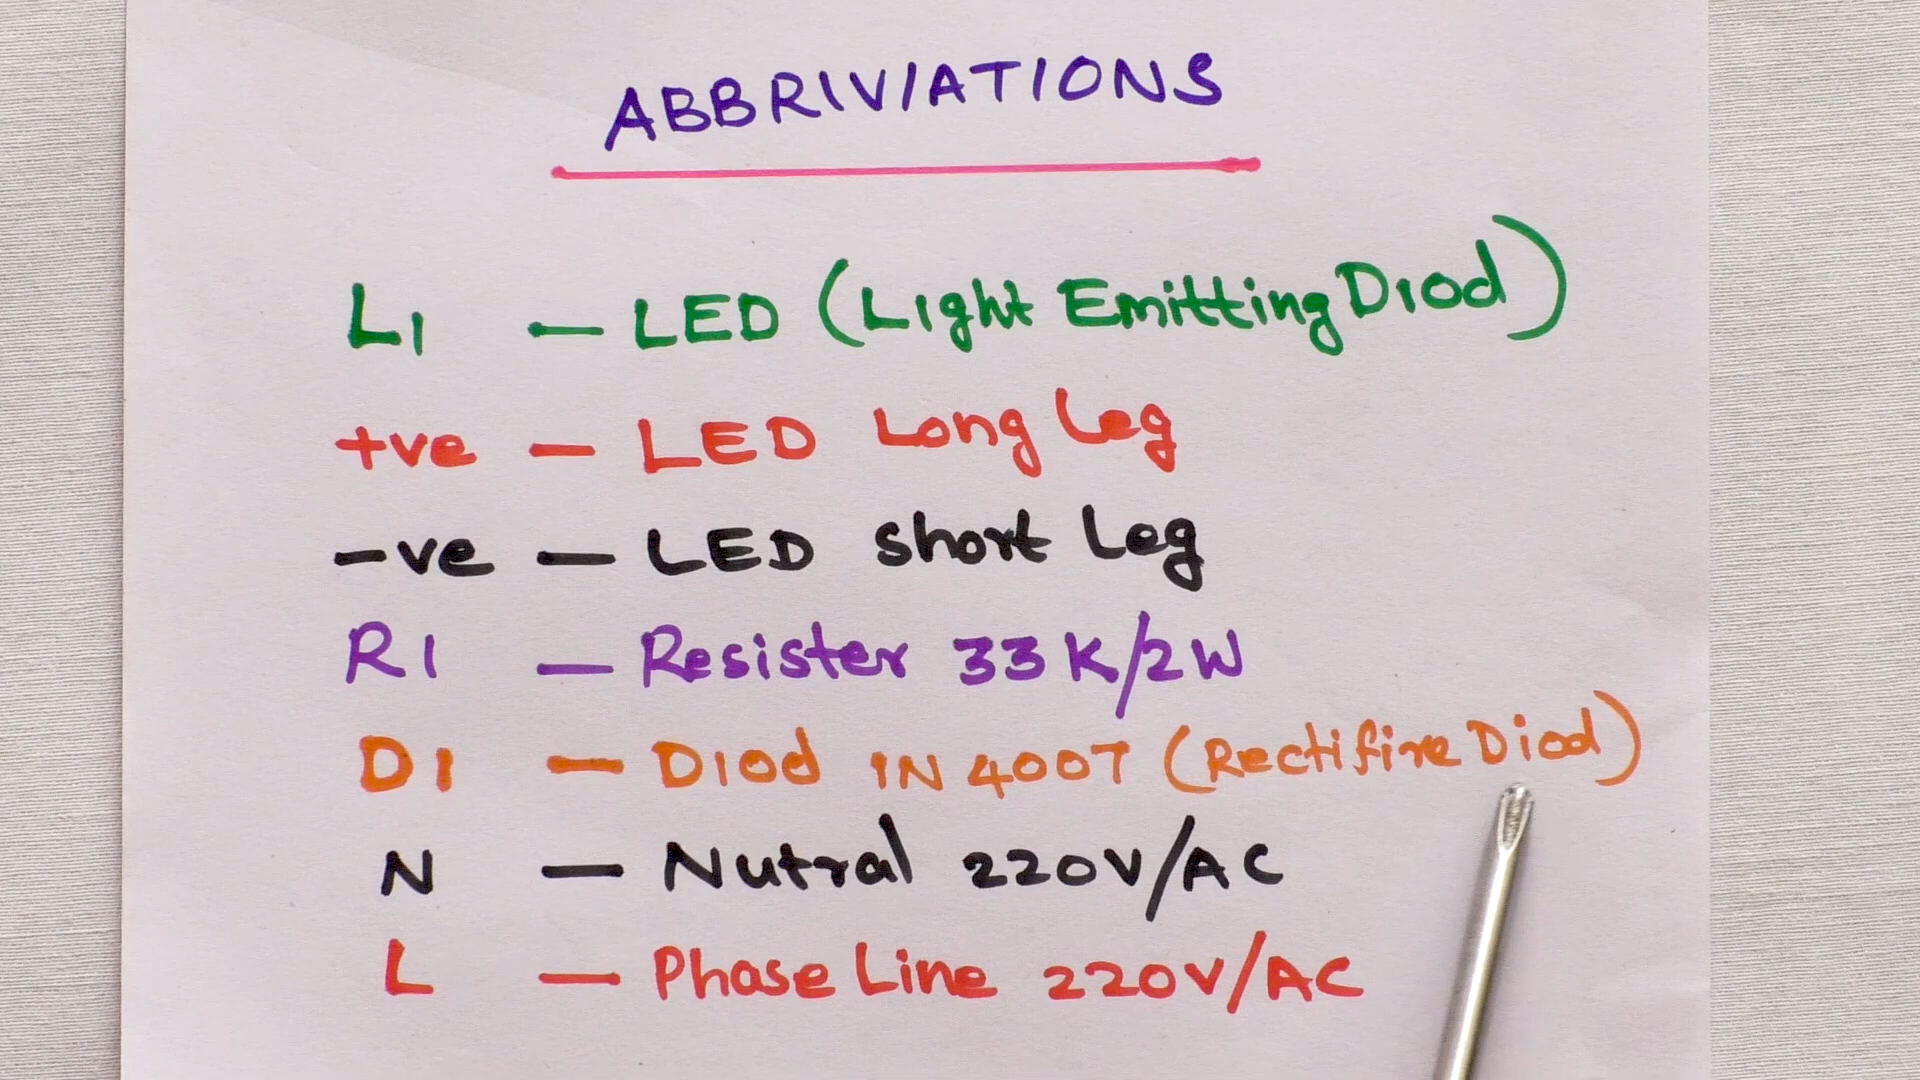 ABBRIVIATIONS
L1 - LED (Light Emitting Diod)
+ve - LED Long Leg
-ve - LED Short Leg
R1 - Resister 33K/2W
D1 - Diod IN 4007 (Rectifire Diod)
N - Nutral 220V/AC
L - Phase Line 220V/AC